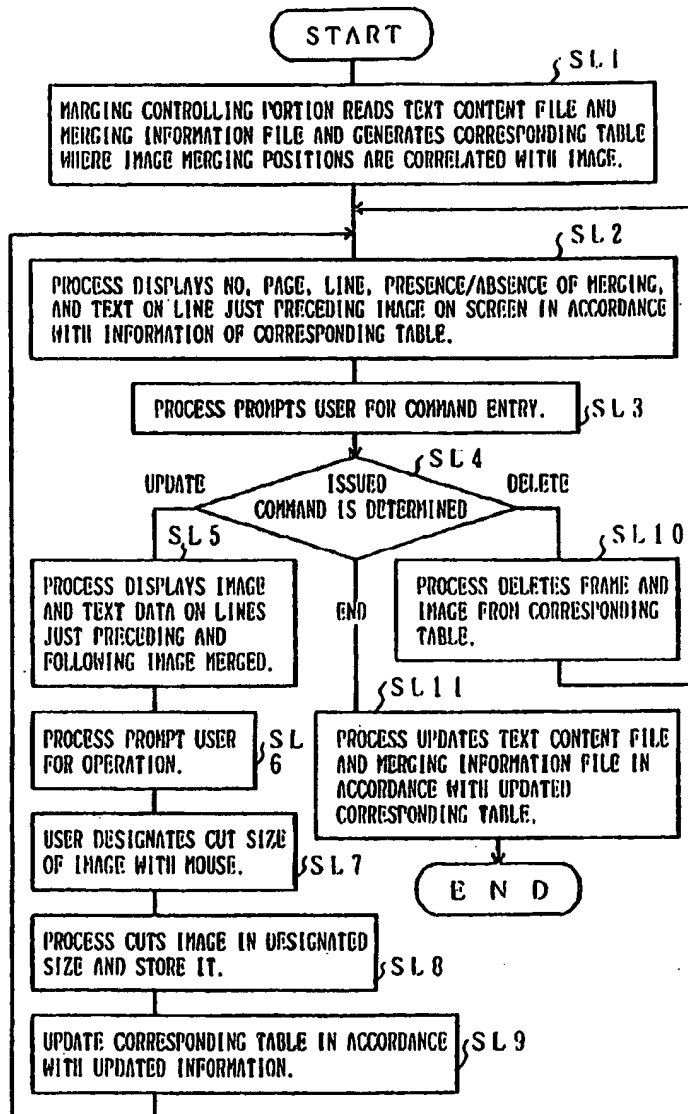 START
SL1
MARGING CONTROLLING PORTION READS TEXT CONTENT FILE AND
MERGING INFORMATION FILE AND GENERATES CORRESPONDING TABLE
WHERE IMAGE MERGING POSITIONS ARE CORRELATED WITH IMAGE.
SL2
PROCESS DISPLAYS NO, PAGE, LINE, PRESENCE/ABSENCE OF MERGING,
AND TEXT ON LINE JUST PRECEDING IMAGE ON SCREEN IN ACCORDANCE
WITH INFORMATION OF CORRESPONDING TABLE.
PROCESS PROMPTS USER FOR COMMAND ENTRY.
SL3
SL4
UPDATE
ISSUED
COMMAND IS DETERMINED
DELETE
SL5
PROCESS DISPLAYS IMAGE
AND TEXT DATA ON LINES
JUST PRECEDING AND
FOLLOWING IMAGE MERGED.
END
SL10
PROCESS DELETES FRAME AND
IMAGE FROM CORRESPONDING
TABLE.
SL11
PROCESS UPDATES TEXT CONTENT FILE
AND MERGING INFORMATION FILE IN
ACCORDANCE WITH UPDATED
CORRESPONDING TABLE.
END
PROCESS PROMPT USER
FOR OPERATION.
SL
6
USER DESIGNATES CUT SIZE
OF IMAGE WITH MOUSE.
SL7
PROCESS CUTS IMAGE IN DESIGNATED
SIZE AND STORE IT.
SL8
UPDATE CORRESPONDING TABLE IN ACCORDANCE
WITH UPDATED INFORMATION.
SL9